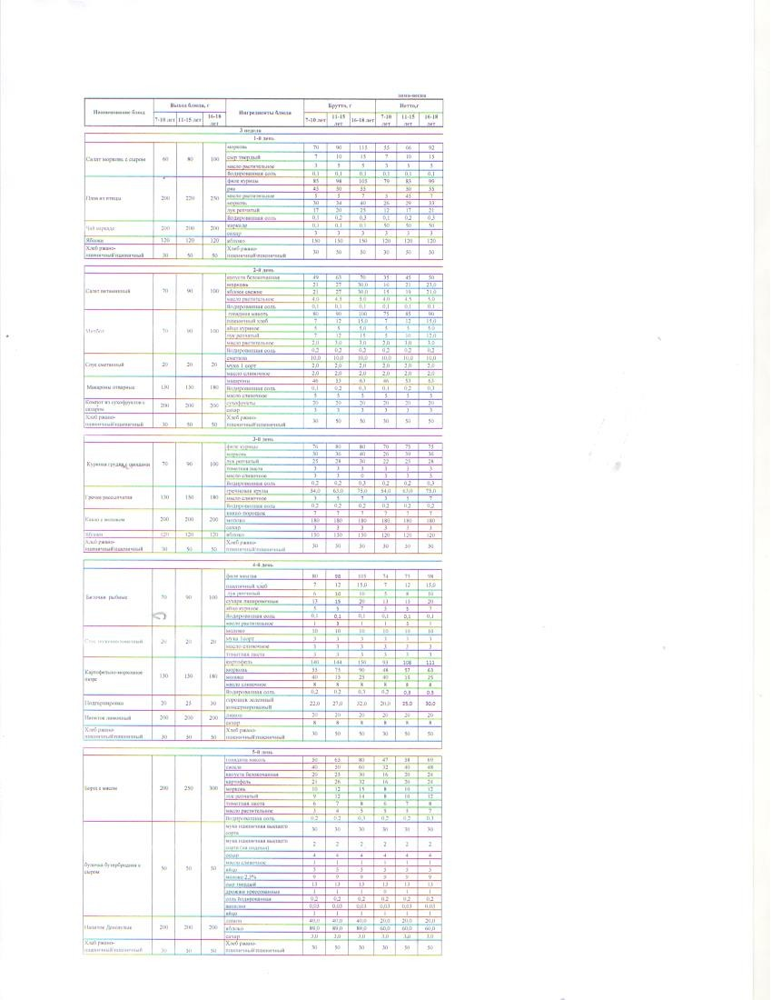 зима-весна
Наименование блюд Выход блюда, г Ингредиенты блюда Брутто, г Нетто,г
7-10 лет 11-15 лет 16-18 лет 7-10 лет 11-15 лет 16-18 лет 7-10 лет 11-15 лет 16-18 лет
3 неделя
1-й день
Салат морковь с сыром 60 80 100 морковь 70 90 115 55 66 92
сыр твердый 7 10 15 7 10 15
масло растительное 3 5 5 3 5 5
Йодированная соль 0,1 0,1 0,1 0,1 0,1 0,1
Плов из птицы 200 220 250 филе курицы 85 98 105 79 83 99
рис 45 50 55 50 55
масло растительное 5 5 7 5 45 7
морковь 30 34 40 26 29 33
лук репчатый 17 20 25 12 17 21
Йодированная соль 0,1 0,2 0,3 0,1 0,2 0,3
Чай каркаде 200 200 200 каркаде 0,1 0,1 0,1 50 50 50
сахар 3 3 3 3 3 3
Яблоки 120 120 120 яблоко 150 150 150 120 120 120
Хлеб ржано-пшеничный\пшеничный 30 50 50 Хлеб ржано-пшеничный\пшеничный 30 50 50 30 50 50
2-й день
Салат витаминный 70 90 100 капуста белокочанная 49 63 70 35 45 50
морковь 21 27 30,0 16 21 23,0
яблоки свежие 21 27 30,0 15 19 21,0
масло растительное 4,0 4,5 5,0 4,0 4,5 5,0
Йодированная соль 0,1 0,1 0,1 0,1 0,1 0,1
Митбол 70 90 100 говядина мякоть 80 90 100 75 85 90
пшеничный хлеб 7 12 15,0 7 12 15,0
яйцо куриное 5 5 5,0 5 5 5,0
лук репчатый 7 12 15 5 10 12,0
масло растительное 2,0 3,0 3,0 2,0 3,0 3,0
Йодированная соль 0,2 0,2 0,2 0,2 0,2 0,2
Соус сметанный 20 20 20 сметана 10,0 10,0 10,0 10,0 10,0 10,0
мука 1 сорт 2,0 2,0 2,0 2,0 2,0 2,0
масло сливочное 2,0 2,0 2,0 2,0 2,0 2,0
Макароны отварные 130 150 180 макароны 46 53 63 46 53 63
Йодированная соль 0,1 0,2 0,3 0,1 0,2 0,3
масло сливочное 5 5 5 5 5 5
Компот из сухофруктов с сахаром 200 200 200 сухофрукты 20 20 20 20 20 20
сахар 3 3 3 3 3 3
Хлеб ржано-пшеничный\пшеничный 30 50 50 Хлеб ржано-пшеничный\пшеничный 30 50 50 30 50 50
3-й день
Куриная грудка с овощами 70 90 100 филе курицы 76 80 80 70 75 75
морковь 30 36 40 26 30 36
лук репчатый 25 28 30 22 25 28
томатная паста 3 3 3 3 3 3
масло сливочное 3 3 0 3 3 3
Йодированная соль 0,2 0,2 0,3 0,2 0,2 0,3
Гречка рассыпчатая 130 150 180 гречневая крупа 54,0 63,0 75,0 54,0 63,0 75,0
масло сливочное 3 5 7 3 5 7
Йодированная соль 0,2 0,2 0,2 0,2 0,2 0,2
Какао с молоком 200 200 200 какао-порошок 7 7 7 7 7 7
молоко 180 180 180 180 180 180
сахар 3 3 3 3 3 3
Яблоки 120 120 120 яблоко 150 150 150 120 120 120
Хлеб ржано-пшеничный\пшеничный 30 50 50 Хлеб ржано-пшеничный\пшеничный 30 50 50 30 50 50
4-й день
Биточки рыбные 70 90 100 филе минтая 80 98 105 74 75 98
пшеничный хлеб 7 12 15,0 7 12 15,0
лук репчатый 6 10 10 5 8 10
сухари панировочные 13 15 20 13 15 20
яйцо куриное 5 5 7 5 5 7
Йодированная соль 0,1 0,1 0,1 0,1 0,1 0,1
масло растительное 1 3 1 1 3
20 20 20 молоко 10 10 10 10 10 10
мука 1сорт 3 3 3 3 3 3
масло сливочное 3 3 3 3 3 3
томатная паста 3 3 3 3 3 3
Картофельно-морковное пюре 130 150 180 картофель 140 144 150 93 108 111
морковь 55 75 90 48 57 63
молоко 40 15 25 40 15 25
масло сливочное 8 8 8 8 8 8
Йодированная соль 0,2 0,2 0,3 0,2 0,3 0,3
Подгарнировка 20 25 30 горошек зеленый консервированный 22,0 27,0 32,0 20,0 25,0 30,0
Напиток лимонный 200 200 200 лимон 20 20 20 20 20 20
сахар 8 8 8 8 8 8
Хлеб ржано-пшеничный\пшеничный 30 50 50 Хлеб ржано-пшеничный\пшеничный 30 50 50 30 50 50
5-й день
Борщ с мясом 200 250 300 говядина мякоть 50 63 80 47 58 69
свекла 40 50 60 32 40 48
капуста белокочанная 20 25 30 16 20 24
картофель 21 26 32 16 20 24
морковь 10 12 15 8 10 12
лук репчатый 9 12 14 8 10 12
томатная паста 6 7 8 6 7 8
масло растительное 3 4 5 5 5 7
Йодированная соль 0,2 0,2 0,3 0,2 0,2 0,3
булочка бутербродная с сыром 50 50 50 мука пшеничная высшего сорта 30 30 30 30 30 30
мука пшеничная высшего сорта (на подпыл) 2 2 2 2 2 2
сахар 4 4 4 4 4 4
масло сливочное 1 1 1 1 1 1
яйцо 5 5 5 5 5 5
молоко 2,5% 9 9 9 9 9 9
сыр твердый 13 13 13 13 13 13
дрожжи прессованные 1 1 1 0 1 1
соль йодированная 0,2 0,2 0,2 0,2 0,2 0,2
ванилин 0,03 0,03 0,03 0,03 0,03 0,03
яйцо 1 1 1 1 1 1
Напиток Денковская 200 200 200 лимон 40,0 40,0 40,0 20,0 20,0 20,0
яблоко 89,0 89,0 89,0 60,0 60,0 60,0
сахар 3,0 3,0 3,0 3,0 3,0 3,0
Хлеб ржано-пшеничный\пшеничный 30 50 50 Хлеб ржано-пшеничный\пшеничный 30 50 50 30 50 50